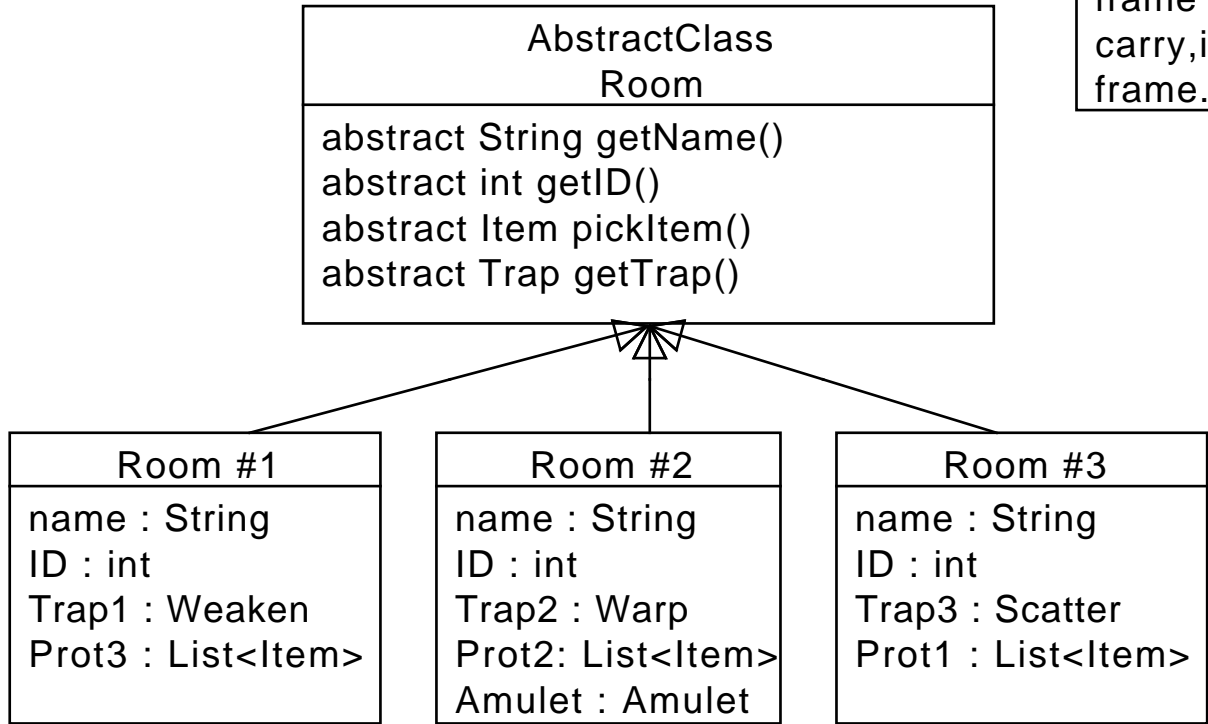 frame
carry,i
frame.
AbstractClass
Room
abstract String getName()
abstract int getID()
abstract Item pickItem()
abstract Trap getTrap()
Room #1
name : String
ID : int
Trap1 : Weaken
Prot3 : List<Item>
Room #2
name : String
ID : int
Trap2 : Warp
Prot2: List<Item>
Amulet : Amulet
Room #3
name : String
ID : int
Trap3 : Scatter
Prot1 : List<Item>